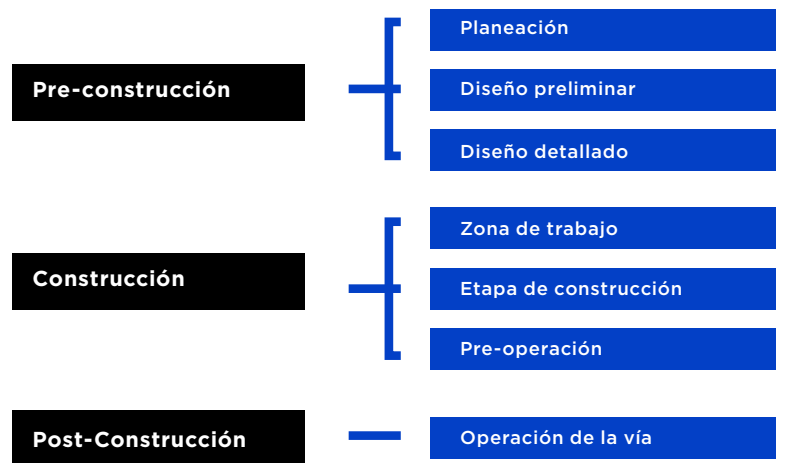 Pre-construcción
Planeación
Diseño preliminar
Diseño detallado
Construcción
Zona de trabajo
Etapa de construcción
Pre-operación
Post-Construcción
Operación de la vía